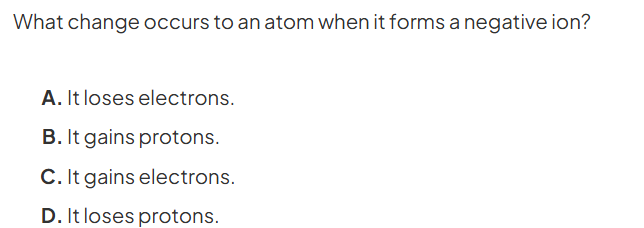 What change occurs to an atom when it forms a negative ion?
A. It loses electrons.
B. It gains protons.
C. It gains electrons.
D. It loses protons.